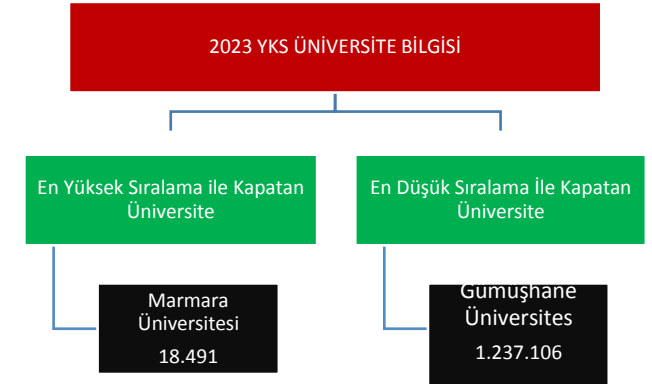 2023 YKS ÜNİVERSİTE BİLGİSİ
En Yüksek Sıralama ile Kapatan
Üniversite
En Düşük Sıralama İle Kapatan
Üniversite
Marmara
Üniversitesi
18.491
Gümüşhane
Üniversites
1.237.106